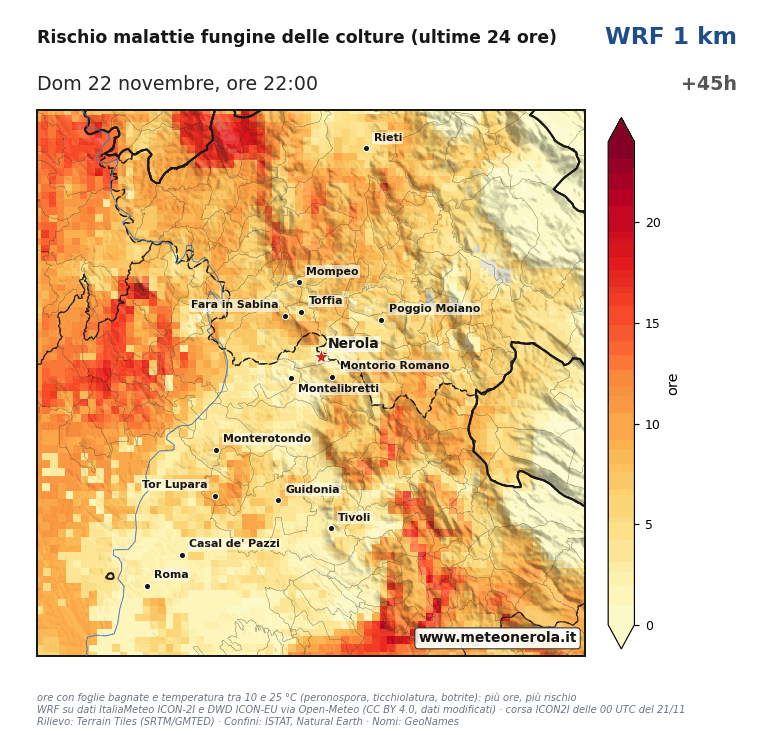 Rischio malattie fungine delle colture (ultime 24 ore)
WRF 1 km
Dom 22 novembre, ore 22:00
+45h
Rieti
Mompeo
Toffia
Fara in Sabina
Poggio Moiano
Nerola
Montorio Romano
Montelibretti
Monterotondo
Tor Lupara
Guidonia
Tivoli
Casal de' Pazzi
Roma
www.meteonerola.it
20
15
10
5
0
ore
ore con foglie bagnate e temperatura tra 10 e 25 °C (peronospora, ticchiolatura, botrite): più ore, più rischio
WRF su dati ItaliaMeteo ICON-2I e DWD ICON-EU via Open-Meteo (CC BY 4.0, dati modificati) · corsa ICON2I delle 00 UTC del 21/11
Rilievo: Terrain Tiles (SRTM/GMTED) · Confini: ISTAT, Natural Earth · Nomi: GeoNames